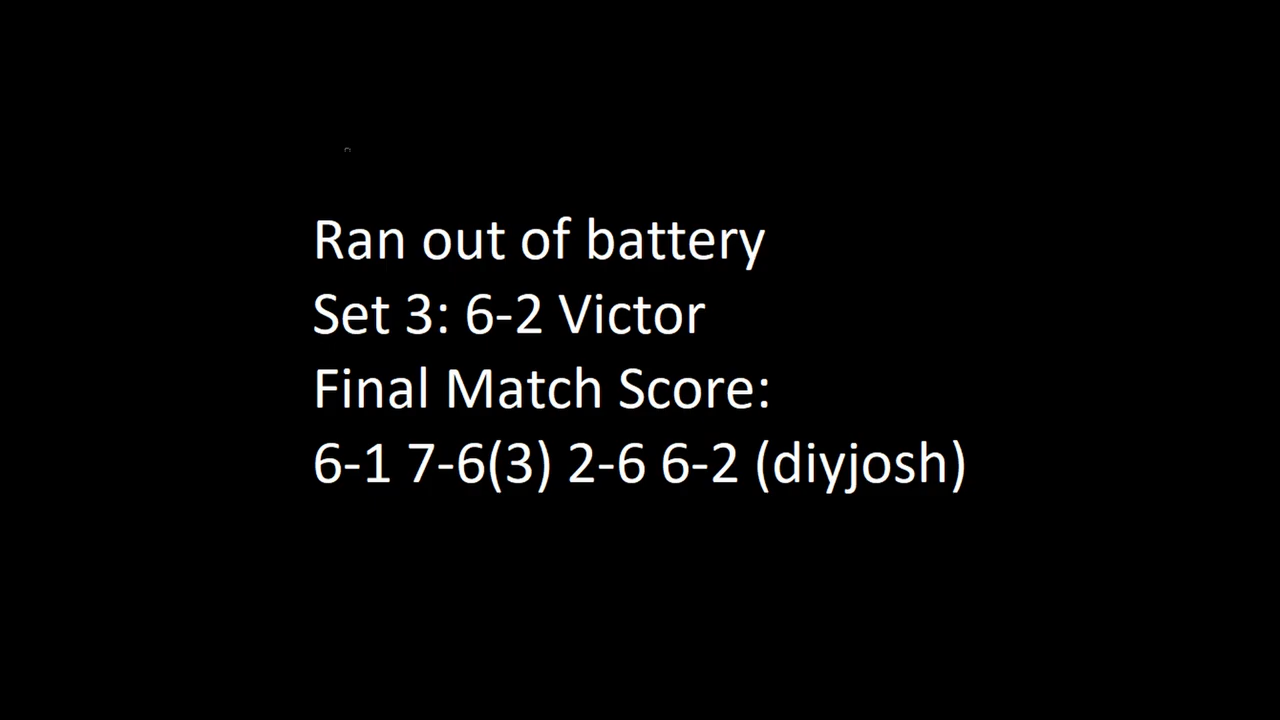 Ran out of battery
Set 3: 6-2 Victor
Final Match Score:
6-1 7-6(3) 2-6 6-2 (diyjosh)